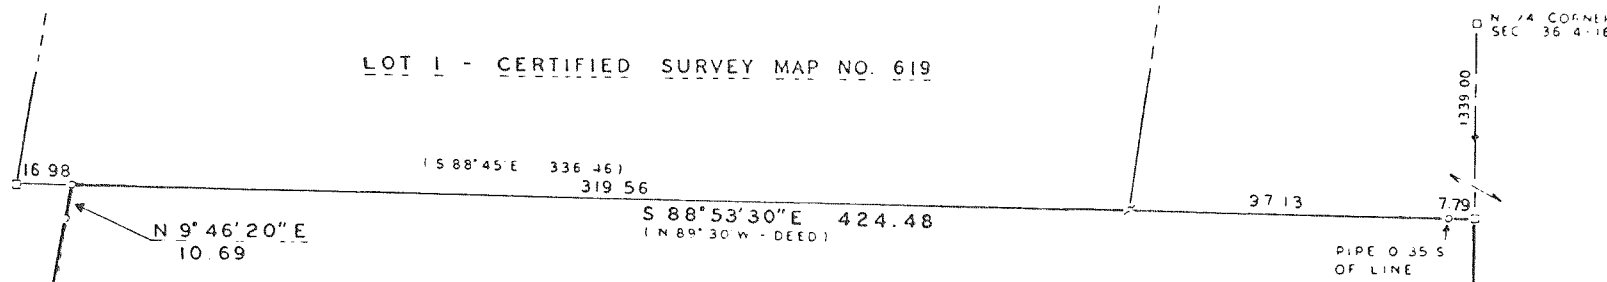 N 1/4 CORNER
SEC 36-4-16
LOT 1 - CERTIFIED SURVEY MAP NO. 619
1339.00
16.98
(S 88°45'E 336.46)
319.56
97.13
7.79
S 88°53'30"E 424.48
(N 89°30'W - DEED)
N 9°46'20"E
10.69
PIPE 0.35 S
OF LINE